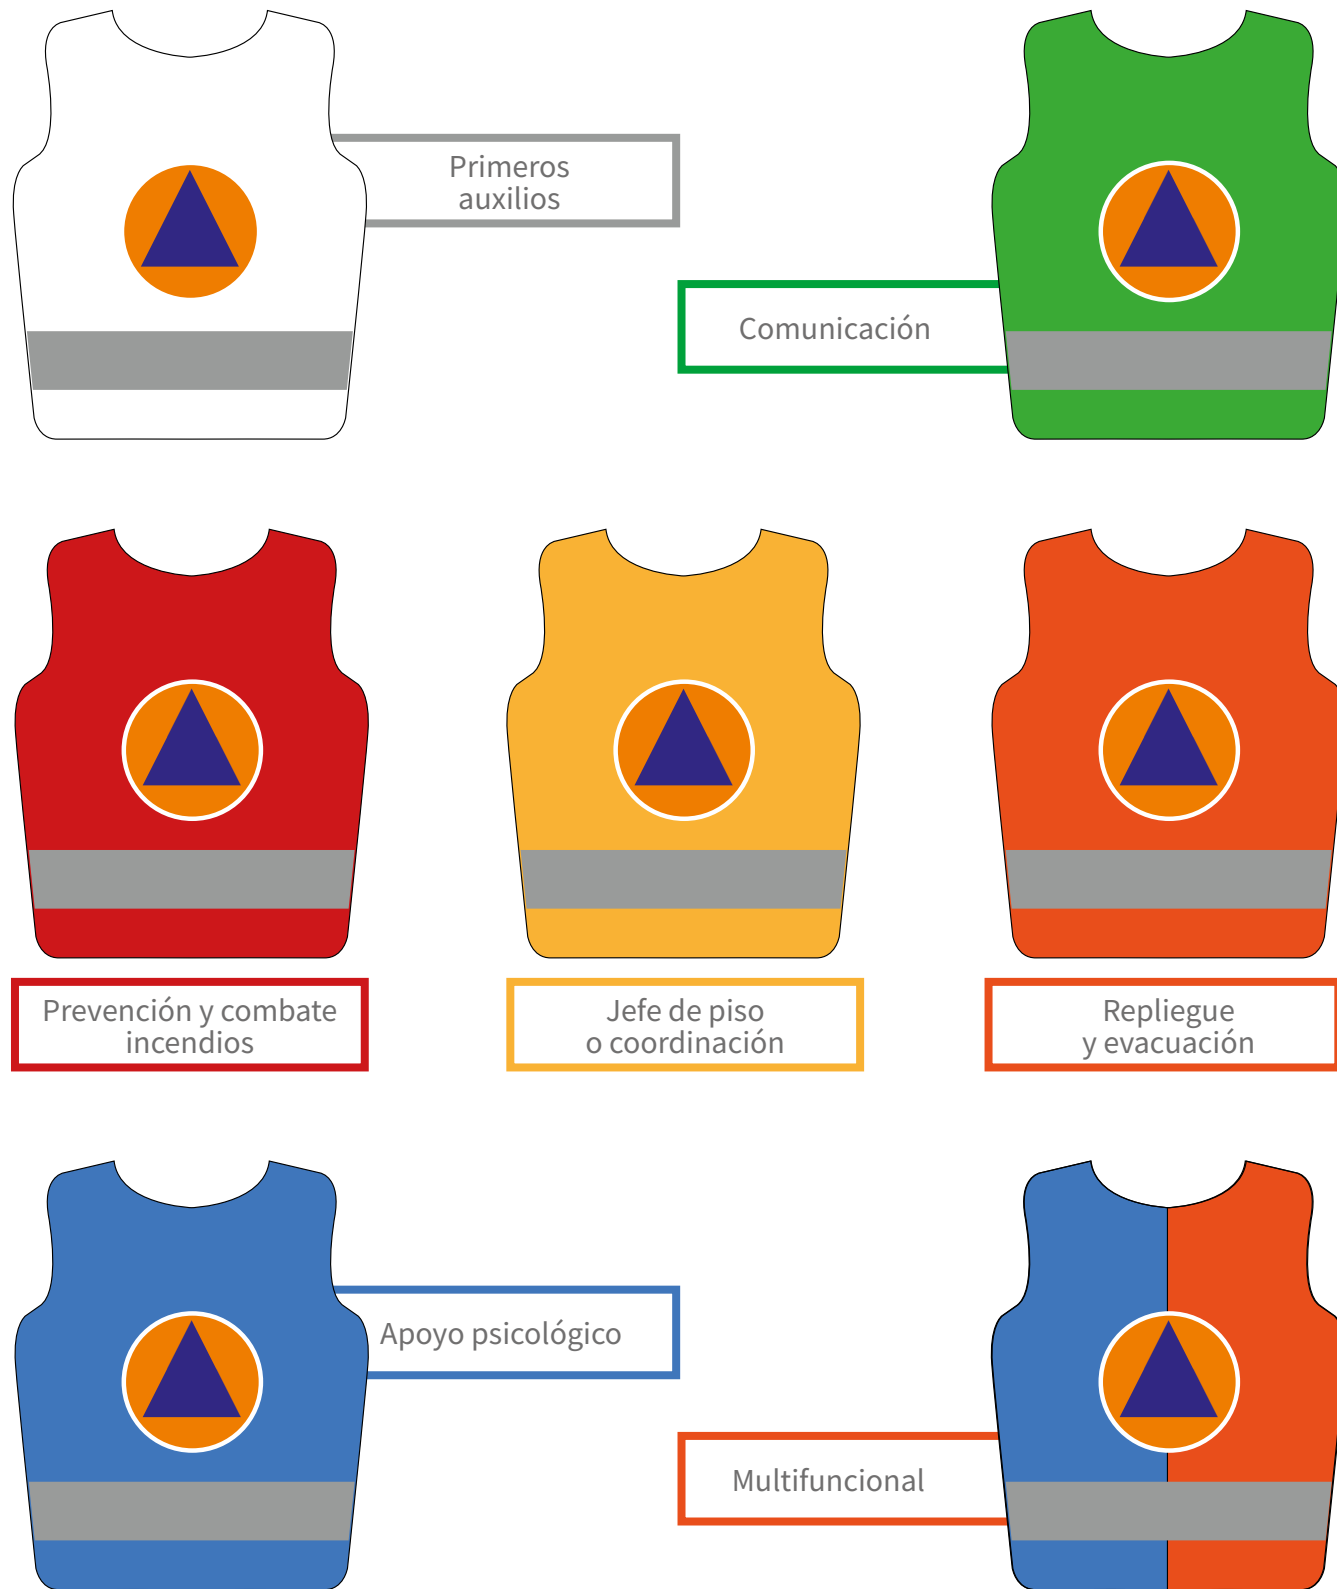 Primeros
auxilios
Comunicación
Prevención y combate
incendios
Jefe de piso
o coordinación
Repliegue
y evacuación
Apoyo psicológico
Multifuncional